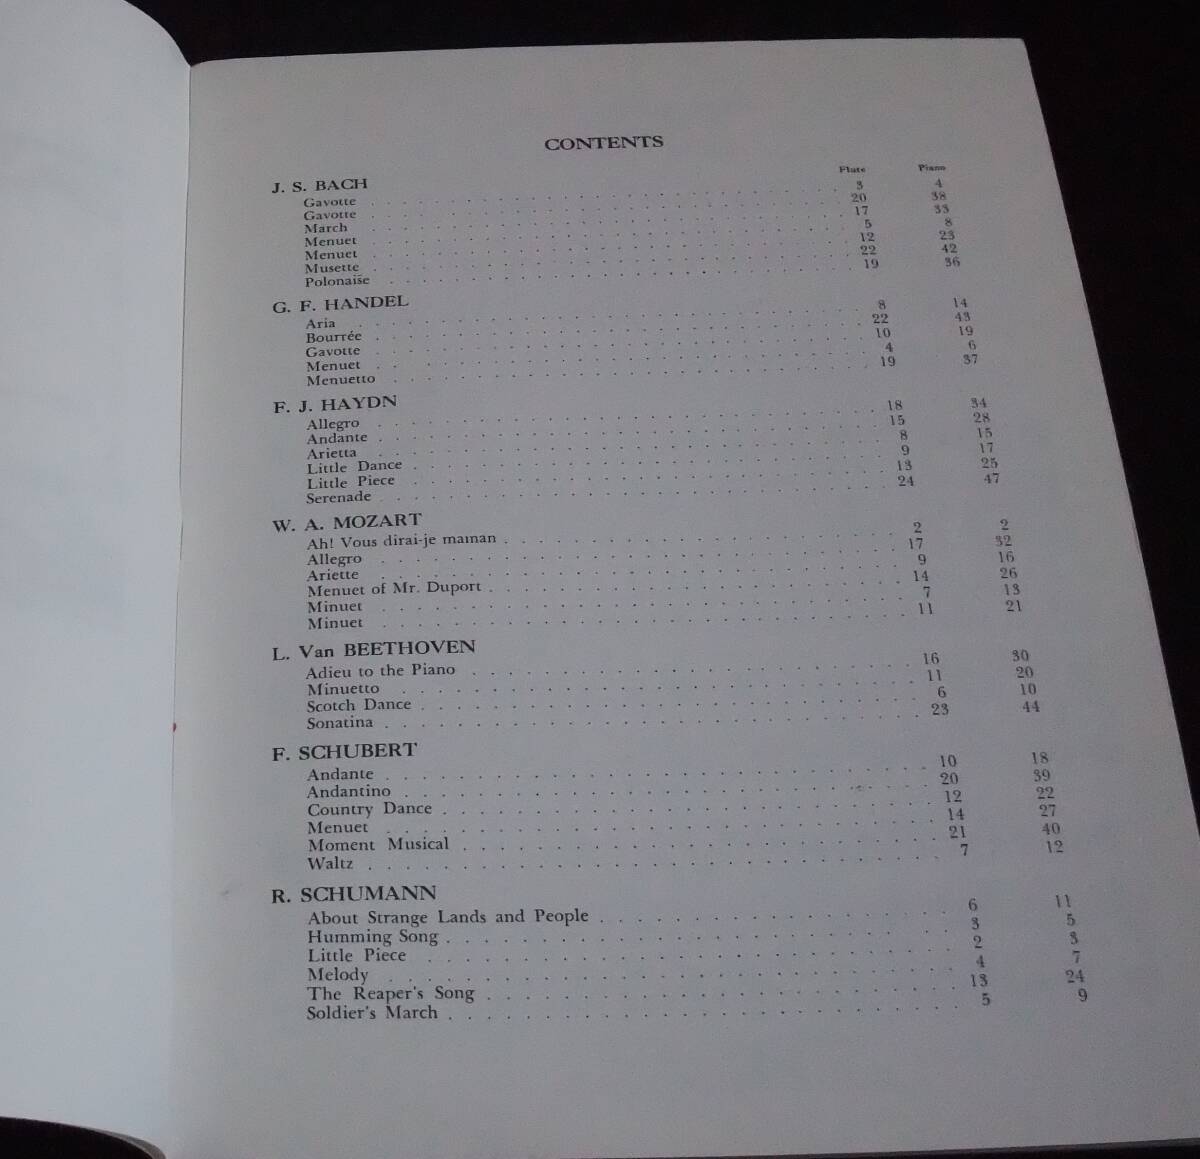 CONTENTS
Flute Piano
J. S. BACH
Gavotte 3 4
Gavotte 20 38
March 17 33
Menuet 5 8
Menuet 12 23
Musette 22 42
Polonaise 19 36
G. F. HANDEL
Aria 8 14
Bourrée 22 43
Gavotte 10 19
Menuet 4 6
Menuetto 19 37
F. J. HAYDN
Allegro 18 34
Andante 15 28
Arietta 8 15
Little Dance 9 17
Little Piece 13 25
Serenade 24 47
W. A. MOZART
Ah! Vous dirai-je maman 2 2
Allegro 17 32
Ariette 9 16
Menuet of Mr. Duport 14 26
Minuet 7 13
Minuet 11 21
L. Van BEETHOVEN
Adieu to the Piano 16 30
Minuetto 11 20
Scotch Dance 6 10
Sonatina 23 44
F. SCHUBERT
Andante 10 18
Andantino 20 39
Country Dance 12 22
Menuet 14 27
Moment Musical 21 40
Waltz 7 12
R. SCHUMANN
About Strange Lands and People 6 11
Humming Song 3 5
Little Piece 2 3
Melody 4 7
The Reaper's Song 13 24
Soldier's March 5 9